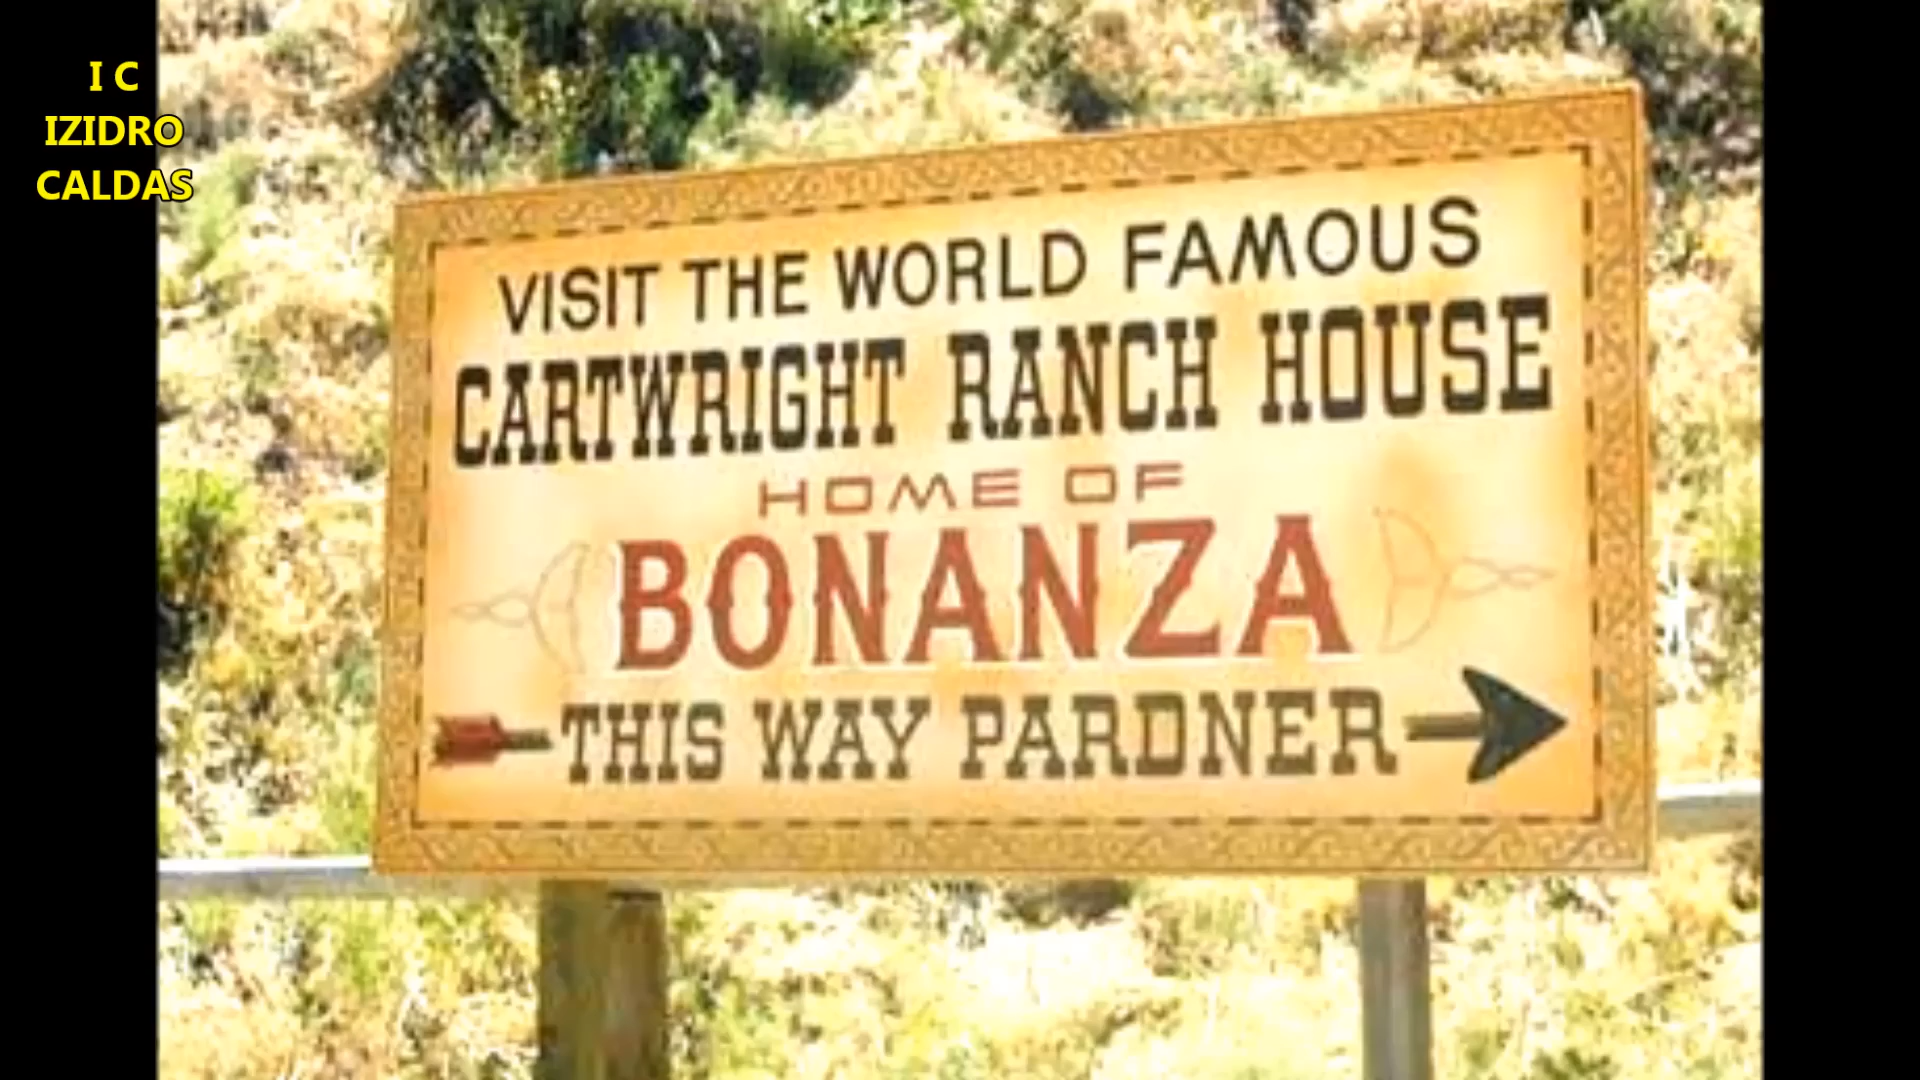 I C
IZIDRO
CALDAS
VISIT THE WORLD FAMOUS
CARTWRIGHT RANCH HOUSE
HOME OF
BONANZA
THIS WAY PARDNER